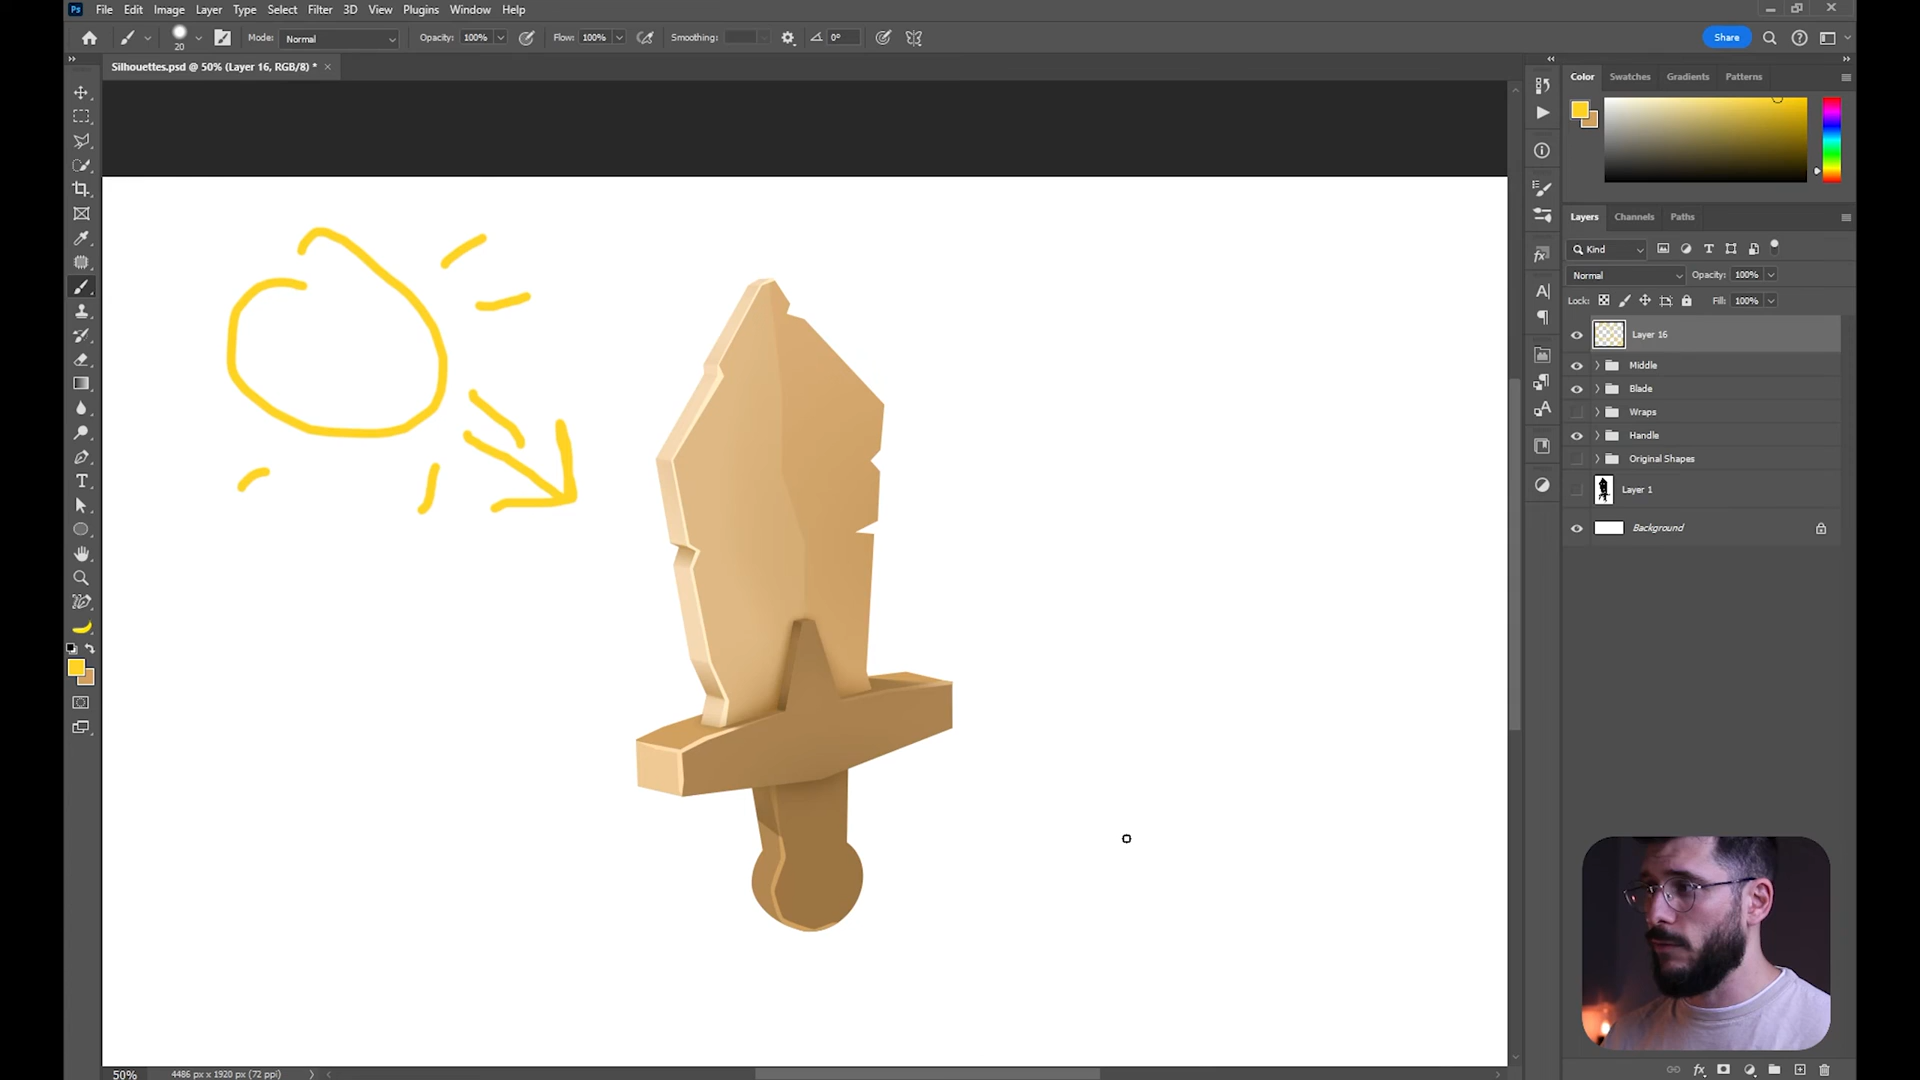 Ps File Edit Image Layer Type Select Filter 3D View Plugins Window Help
20 Mode: Normal Opacity: 100% Flow: 100% Smoothing: 0° Share
Silhouettes.psd @ 50% (Layer 16, RGB/8) * ×
Color Swatches Gradients Patterns
Layers Channels Paths
Kind
Normal Opacity: 100%
Lock: Fill: 100%
Layer 16
Middle
Blade
Wraps
Handle
Original Shapes
Layer 1
Background
50% 4486 px x 1920 px (72 ppi)